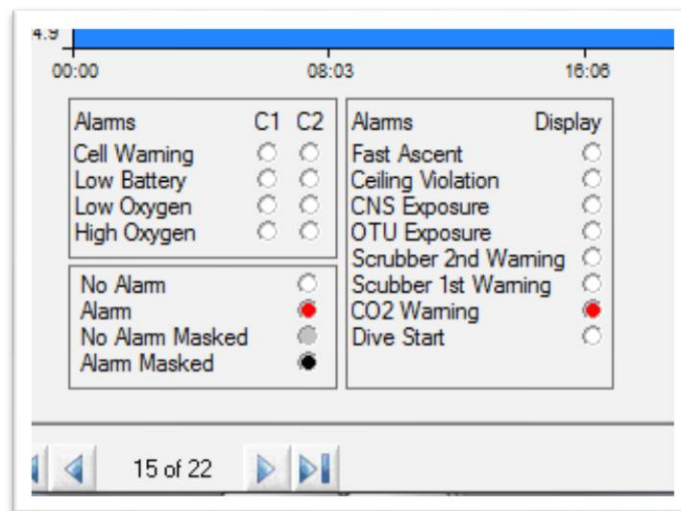 4.9
00:00 08:03 16:06
Alarms C1 C2
Cell Warning
Low Battery
Low Oxygen
High Oxygen
No Alarm
Alarm
No Alarm Masked
Alarm Masked
Alarms Display
Fast Ascent
Ceiling Violation
CNS Exposure
OTU Exposure
Scrubber 2nd Warning
Scubber 1st Warning
CO2 Warning
Dive Start
15 of 22